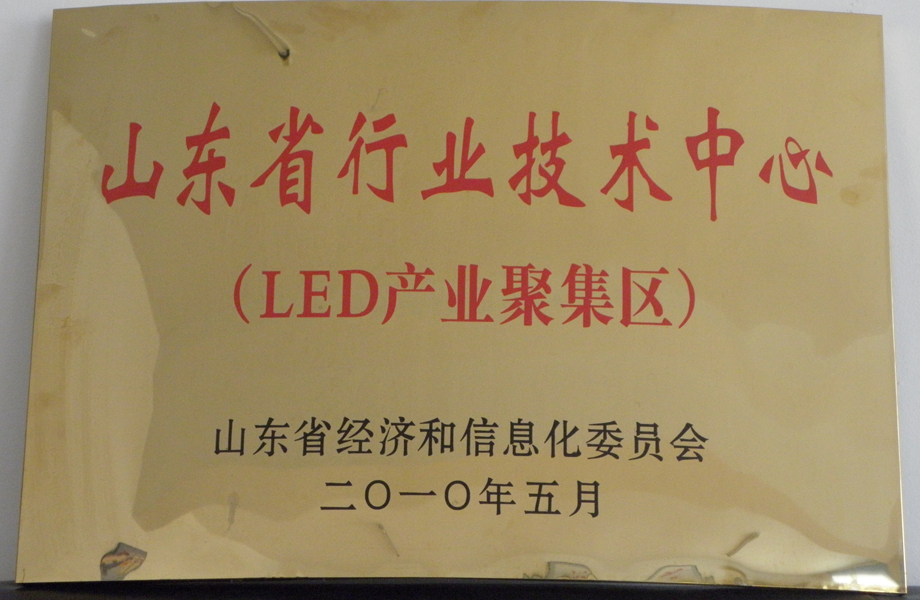 山东省行业技术中心
（LED产业聚集区）
山东省经济和信息化委员会
二〇一〇年五月